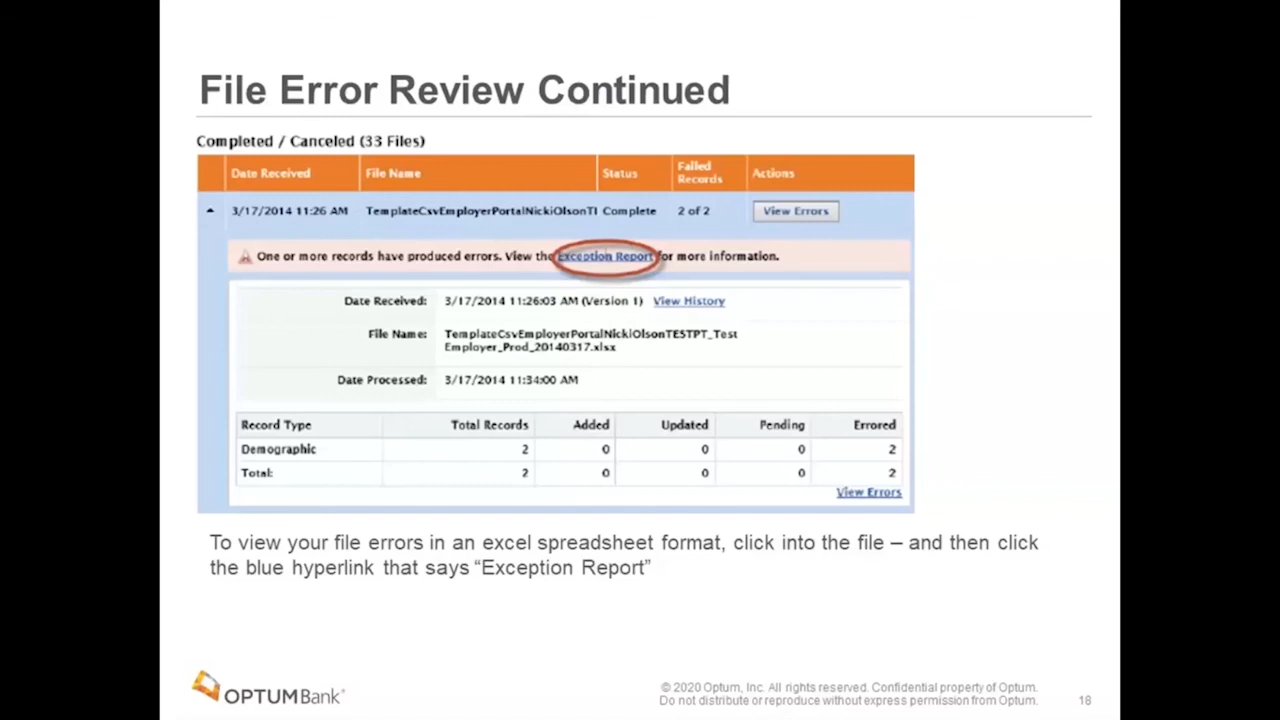 File Error Review Continued
Completed / Canceled (33 Files)
Date Received File Name Status Failed Records Actions
3/17/2014 11:26 AM TemplateCsvEmployerPortalNickiOlsonTI Complete 2 of 2 View Errors
One or more records have produced errors. View the Exception Report for more information.
Date Received: 3/17/2014 11:26:03 AM (Version 1) View History
File Name: TemplateCsvEmployerPortalNickiOlsonTESTPT_Test
Employer_Prod_20140317.xlsx
Date Processed: 3/17/2014 11:34:00 AM
Record Type Total Records Added Updated Pending Errored
Demographic 2 0 0 0 2
Total: 2 0 0 0 2
View Errors
To view your file errors in an excel spreadsheet format, click into the file – and then click
the blue hyperlink that says “Exception Report”
OPTUMBank®
© 2020 Optum, Inc. All rights reserved. Confidential property of Optum.
Do not distribute or reproduce without express permission from Optum.
18